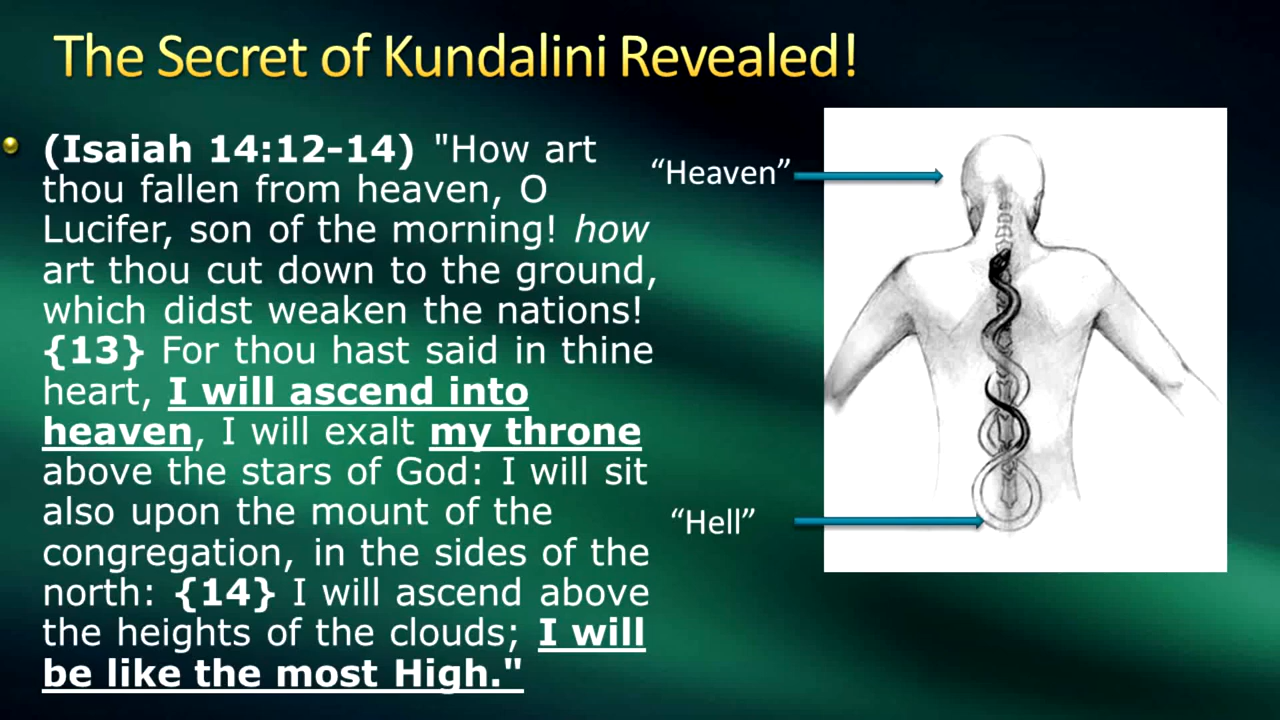 The Secret of Kundalini Revealed!
(Isaiah 14:12-14) "How art
thou fallen from heaven, O
Lucifer, son of the morning! how
art thou cut down to the ground,
which didst weaken the nations!
{13} For thou hast said in thine
heart, I will ascend into
heaven, I will exalt my throne
above the stars of God: I will sit
also upon the mount of the
congregation, in the sides of the
north: {14} I will ascend above
the heights of the clouds; I will
be like the most High."
“Heaven”
“Hell”